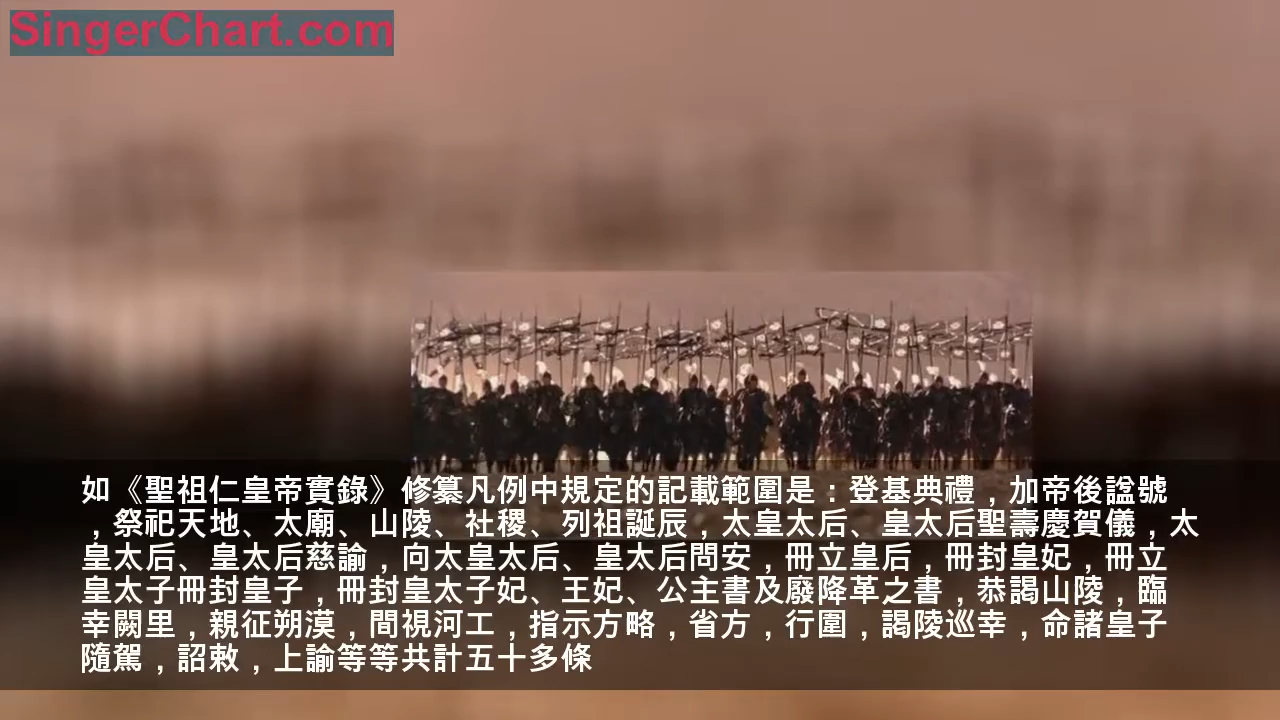 SingerChart.com
如《聖祖仁皇帝實錄》修纂凡例中規定的記載範圍是：登基典禮，加帝後諡號
，祭祀天地、太廟、山陵、社稷、列祖誕辰，太皇太后、皇太后聖壽慶賀儀，太
皇太后、皇太后慈諭，向太皇太后、皇太后問安，冊立皇后，冊封皇妃，冊立
皇太子冊封皇子，冊封皇太子妃、王妃、公主書及廢降革之書，恭謁山陵，臨
幸闕里，親征朔漠，間視河工，指示方略，省方，行圍，謁陵巡幸，命諸皇子
隨駕，詔敕，上諭等等共計五十多條